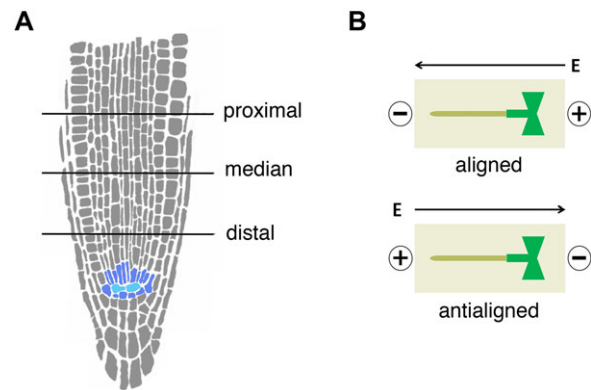 A
proximal
median
distal
B
E
− +
aligned
E
+ −
antialigned